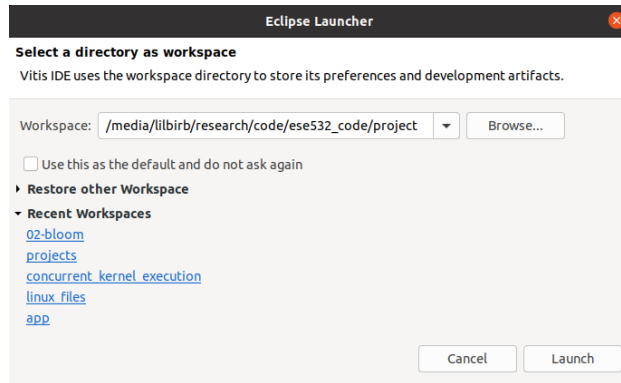 Eclipse Launcher
Select a directory as workspace
Vitis IDE uses the workspace directory to store its preferences and development artifacts.
Workspace: /media/lilbirb/research/code/ese532_code/project Browse...
Use this as the default and do not ask again
Restore other Workspace
Recent Workspaces
02-bloom
projects
concurrent_kernel_execution
linux_files
app
Cancel Launch